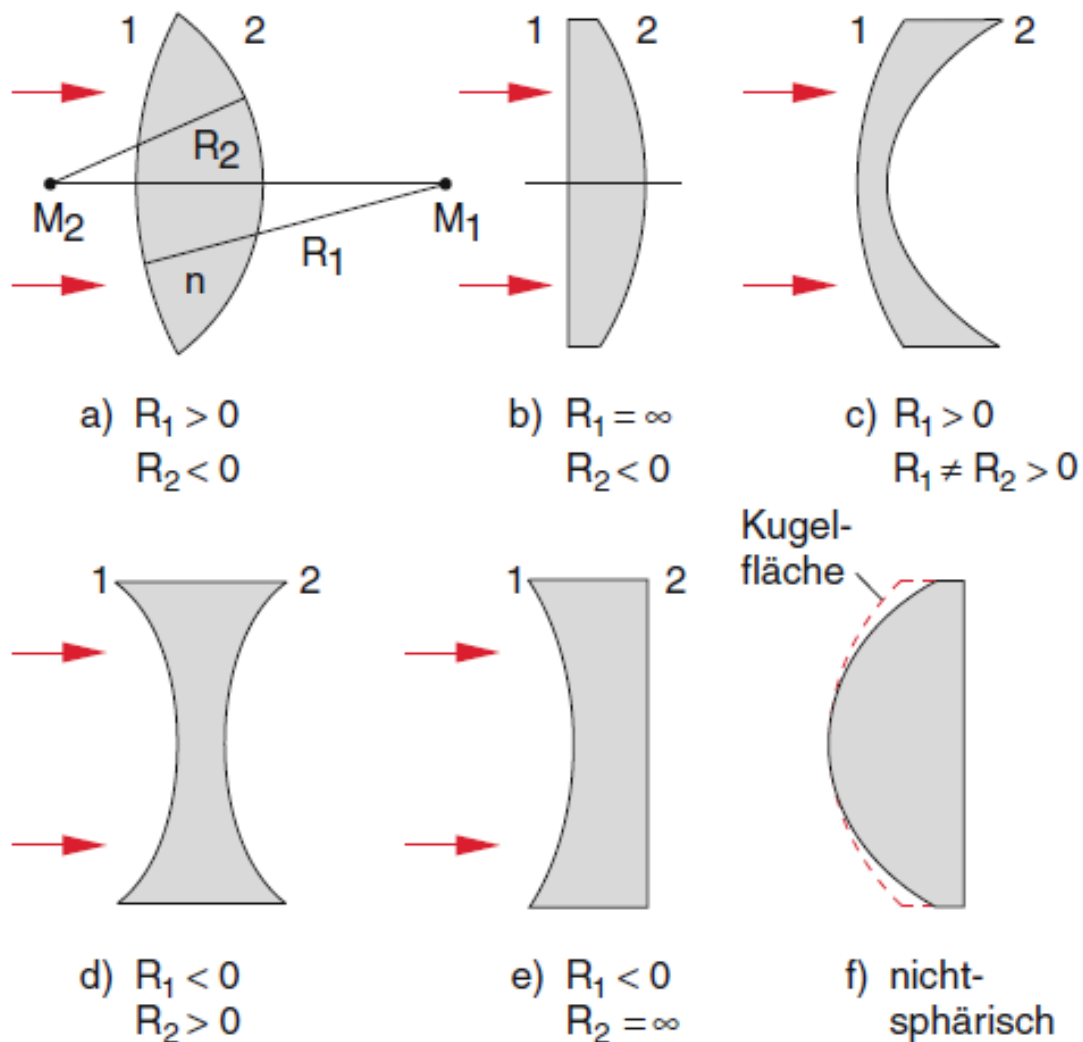 1 2
R₂
M₂ M₁
R₁
n
a) R₁ > 0
R₂ < 0
1 2
b) R₁ = ∞
R₂ < 0
1 2
c) R₁ > 0
R₁ ≠ R₂ > 0
1 2
d) R₁ < 0
R₂ > 0
1 2
e) R₁ < 0
R₂ = ∞
Kugel-
fläche
f) nicht-
sphärisch